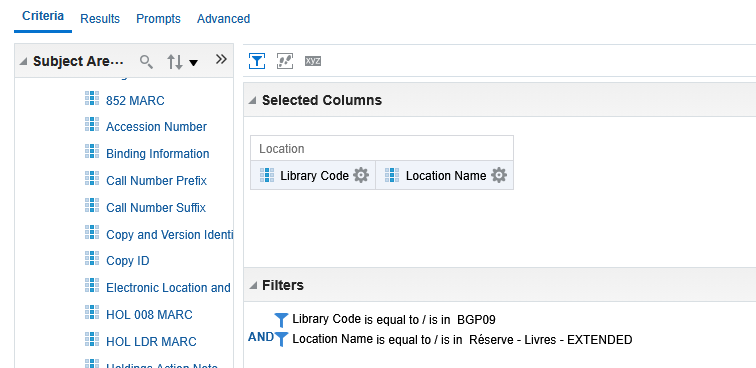 Criteria Results Prompts Advanced
Subject Are...
852 MARC
Accession Number
Binding Information
Call Number Prefix
Call Number Suffix
Copy and Version Identi
Copy ID
Electronic Location and
HOL 008 MARC
HOL LDR MARC
Holdings Action Note
xyz
Selected Columns
Location
Library Code Location Name
Filters
Library Code is equal to / is in BGP09
AND Location Name is equal to / is in Réserve - Livres - EXTENDED